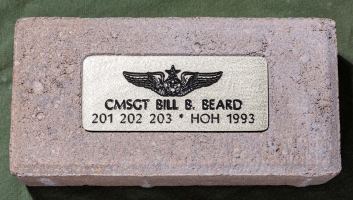 CMSGT BILL B. BEARD
201 202 203 * HOH 1993